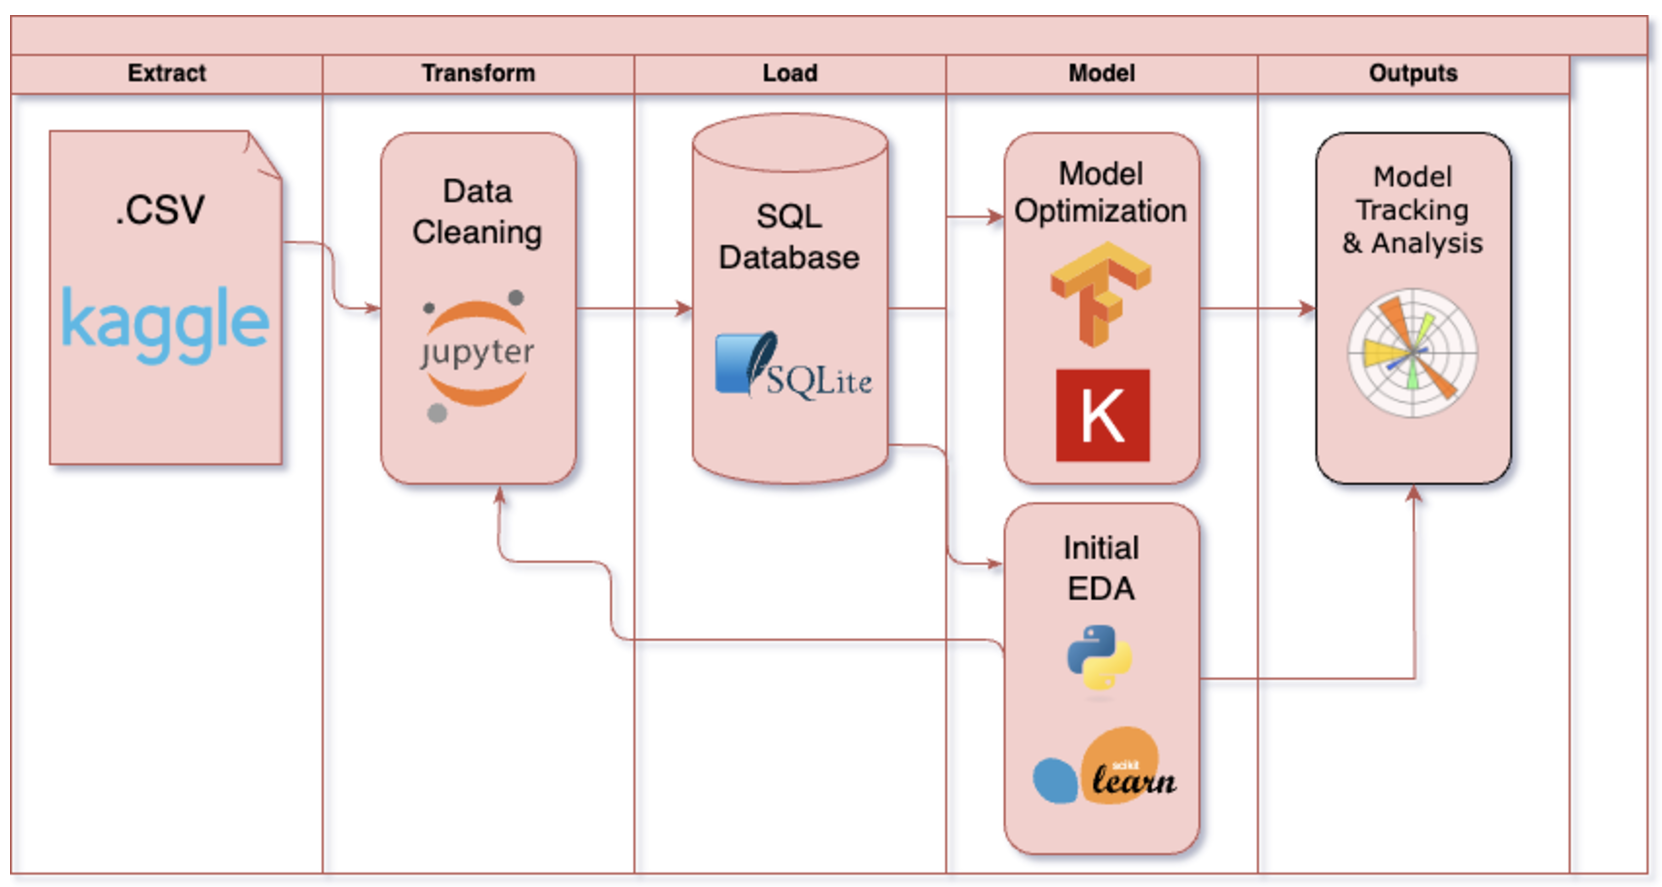 Extract
Transform
Load
Model
Outputs
.CSV
kaggle
Data
Cleaning
jupyter
SQL
Database
SQLite
Model
Optimization
K
Model
Tracking
& Analysis
Initial
EDA
scikit
learn